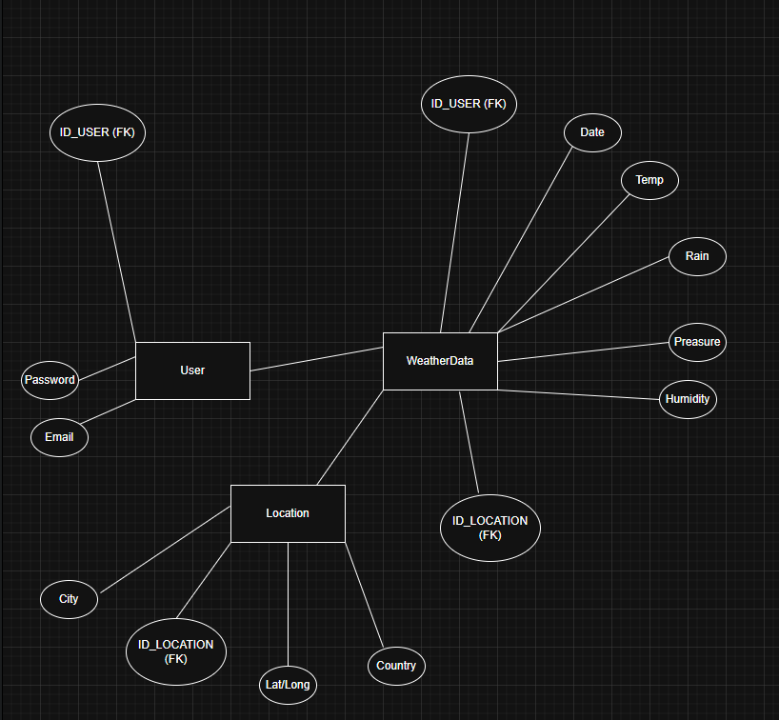 ID_USER (FK)
ID_USER (FK)
Date
Temp
Rain
Preasure
WeatherData
User
Password
Humidity
Email
Location
ID_LOCATION
(FK)
City
ID_LOCATION
(FK)
Country
Lat/Long